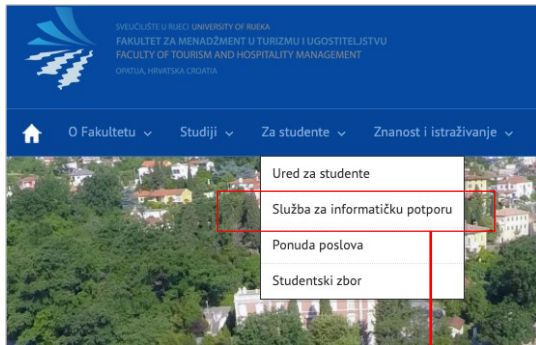 SVEUČILIŠTE U RIJECI UNIVERSITY OF RIJEKA
FAKULTET ZA MENADŽMENT U TURIZMU I UGOSTITELJSTVU
FACULTY OF TOURISM AND HOSPITALITY MANAGEMENT
OPATIJA, HRVATSKA CROATIA
O Fakultetu
Studiji
Za studente
Znanost i istraživanje
Ured za studente
Služba za informatičku potporu
Ponuda poslova
Studentski zbor